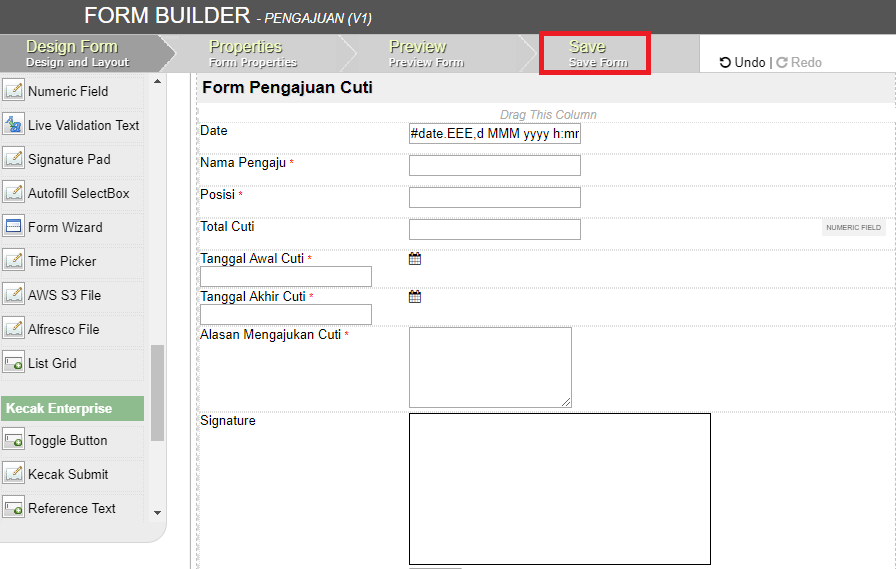 FORM BUILDER - PENGAJUAN (V1)
Design Form
Design and Layout
Properties
Form Properties
Preview
Preview Form
Save
Save Form
Undo | Redo
Numeric Field
Live Validation Text
Signature Pad
Autofill SelectBox
Form Wizard
Time Picker
AWS S3 File
Alfresco File
List Grid
Kecak Enterprise
Toggle Button
Kecak Submit
Reference Text
Form Pengajuan Cuti
Drag This Column
Date #date.EEE,d MMM yyyy h:mr
Nama Pengaju *
Posisi *
Total Cuti NUMERIC FIELD
Tanggal Awal Cuti *
Tanggal Akhir Cuti *
Alasan Mengajukan Cuti *
Signature